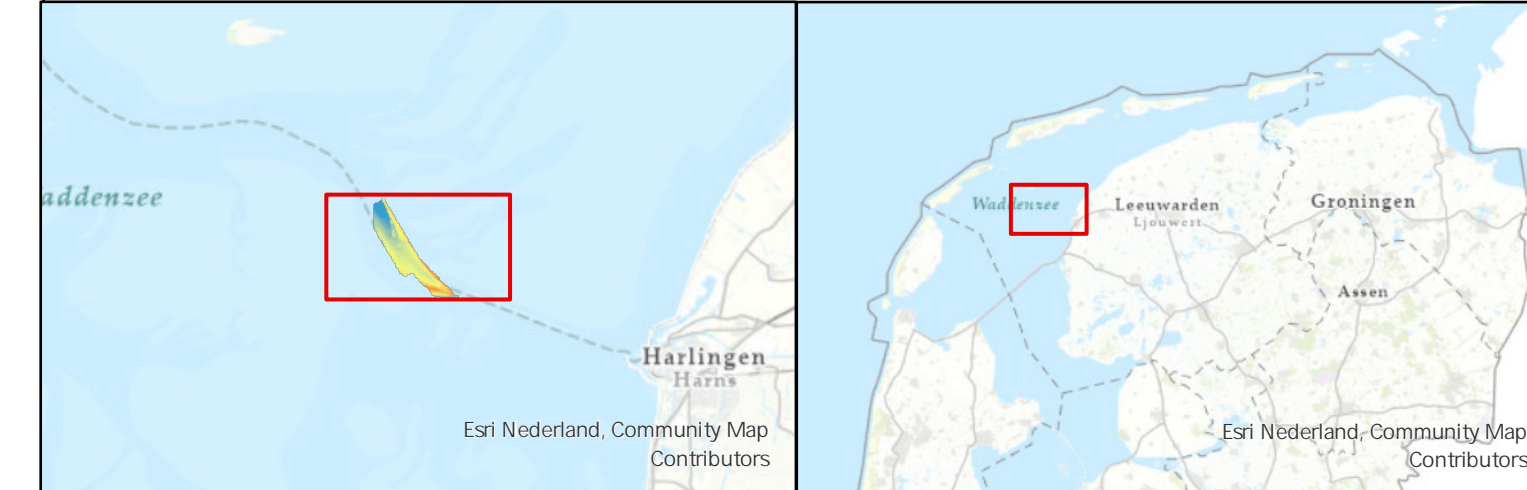 addenzee
Harlingen
Harns
Esri Nederland, Community Map
Contributors
Waddenzee
Leeuwarden
Ljouwert
Groningen
Assen
Esri Nederland, Community Map
Contributors